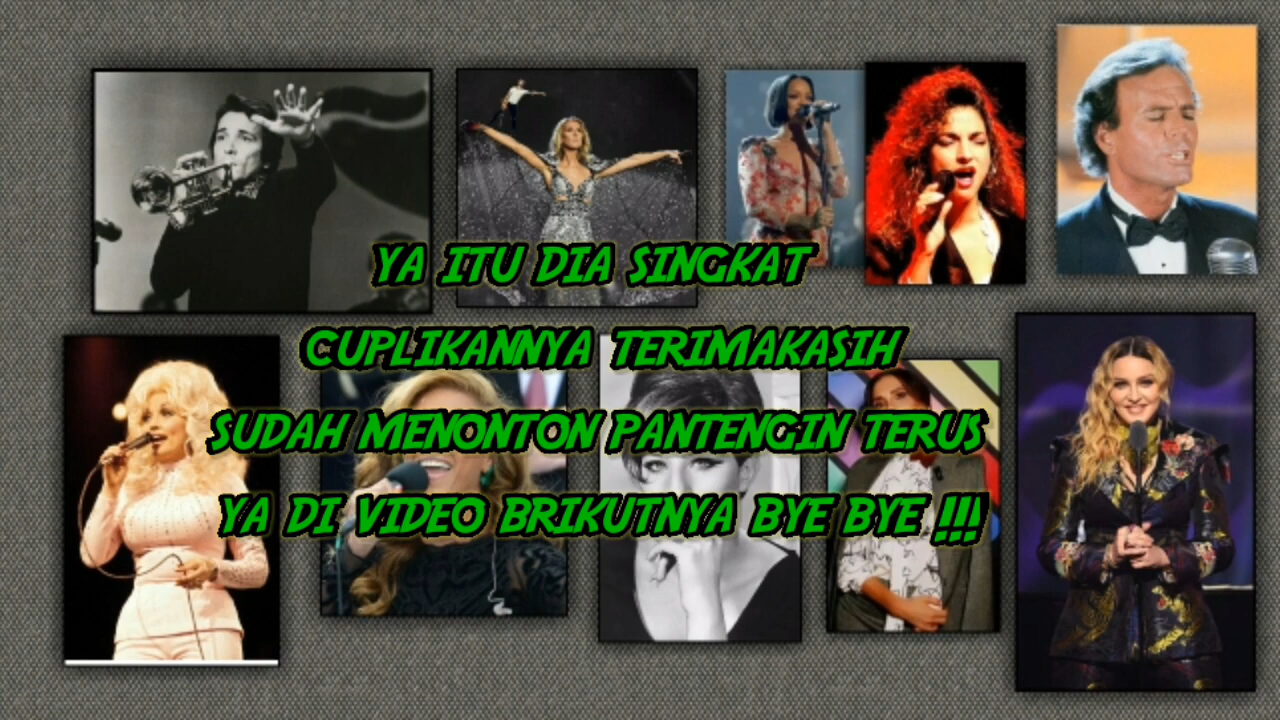 YA ITU DIA SINGKAT
CUPLIKANNYA TERIMAKASIH
SUDAH MENONTON PANTENGIN TERUS
YA DI VIDEO BRIKUTNYA BYE BYE !!!